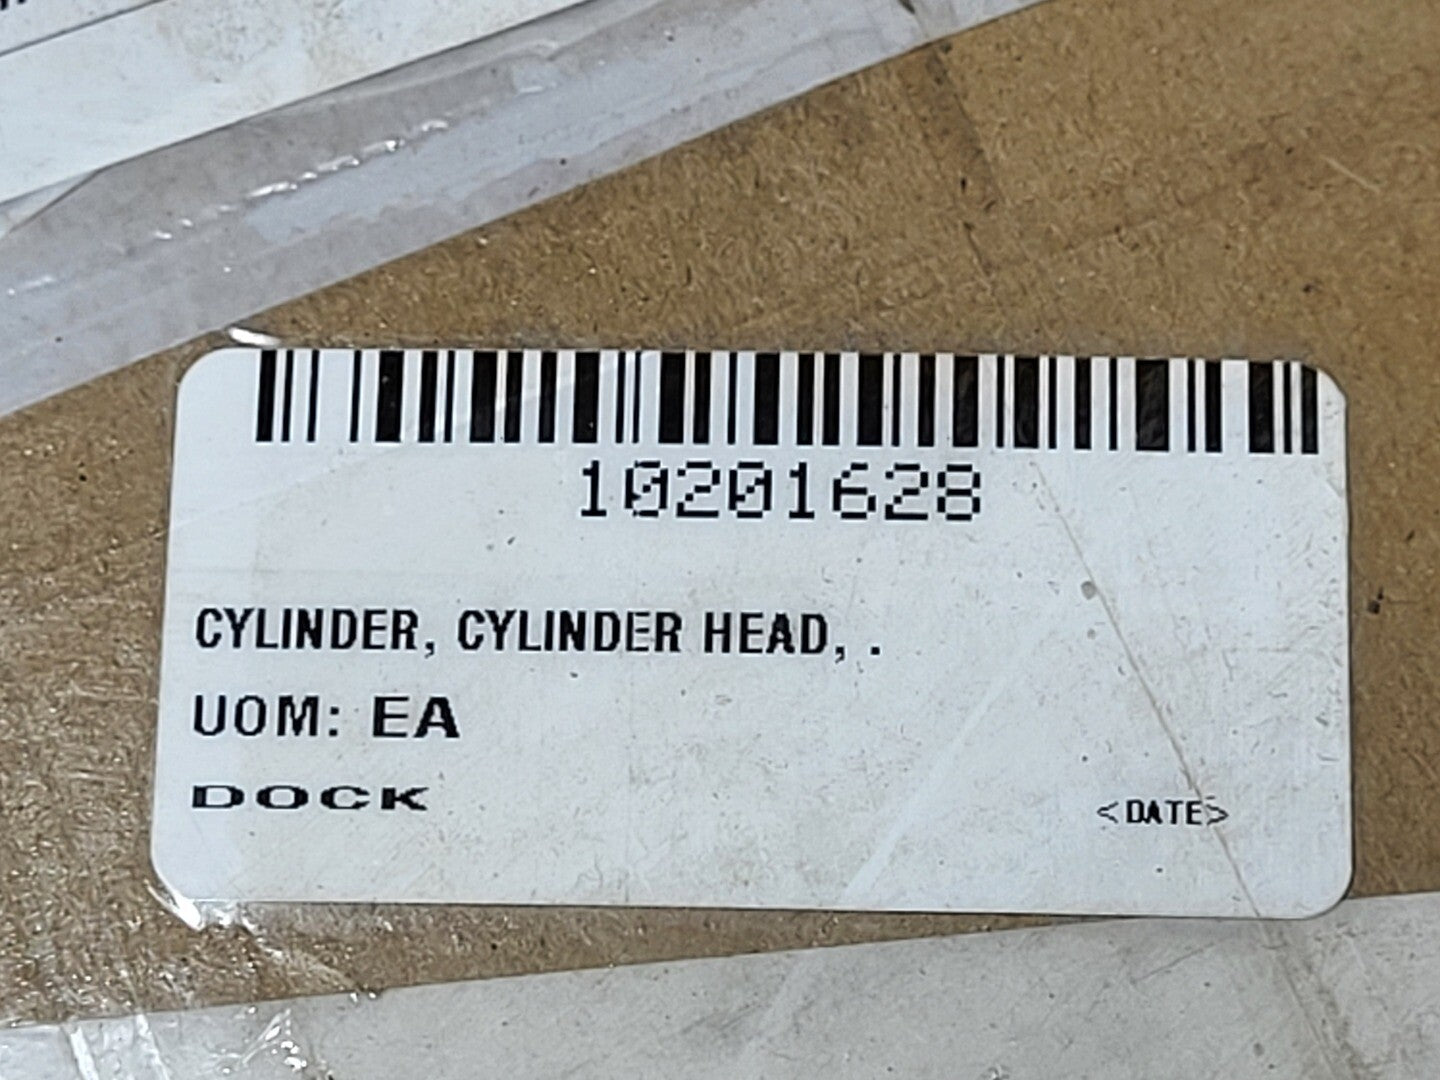 10201628
CYLINDER, CYLINDER HEAD, .
UOM: EA
DOCK
<DATE>